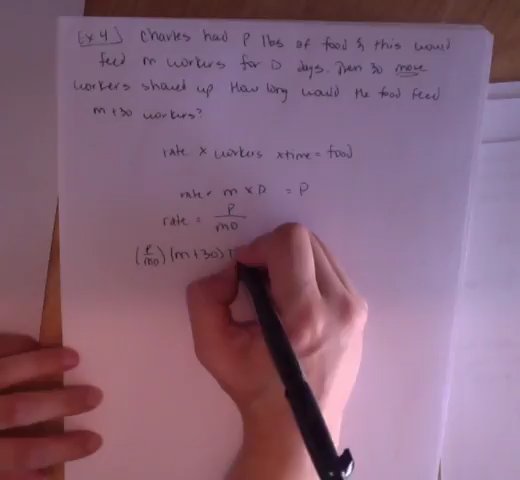 Ex 4] Charles had P lbs of food & this would
feed m workers for D days. Then 30 more
workers showed up How long would the food feed
m+30 workers?
rate × workers × time = food
rate · m × D = P
rate = P/mD
(P/mD)(m+30)